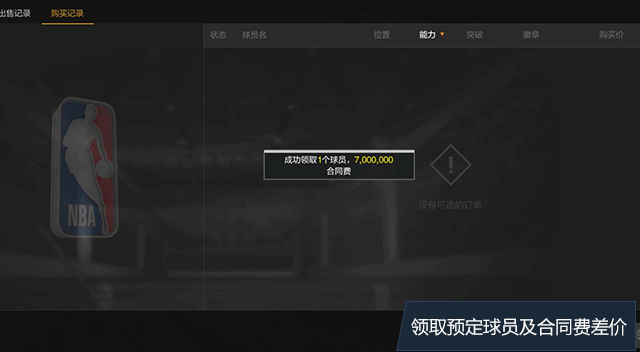 出售记录 购买记录
状态 球员名 位置 能力 突破 徽章 购买价
成功领取1个球员，7,000,000
合同费
没有可选的订单
NBA
领取预定球员及合同费差价